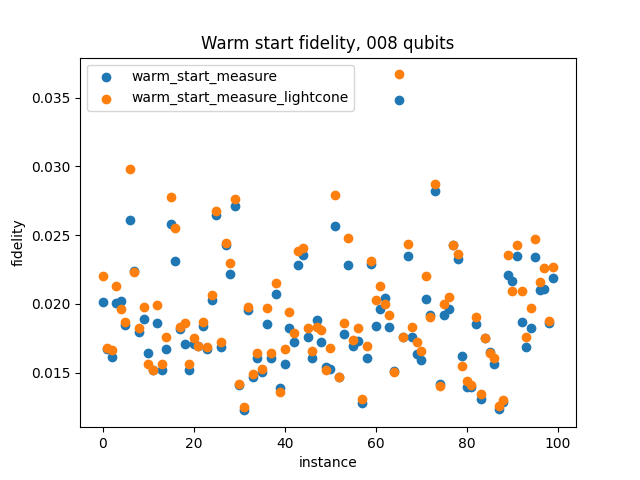 Warm start fidelity, 008 qubits
warm_start_measure
warm_start_measure_lightcone
fidelity
0.035
0.030
0.025
0.020
0.015
0 20 40 60 80 100
instance